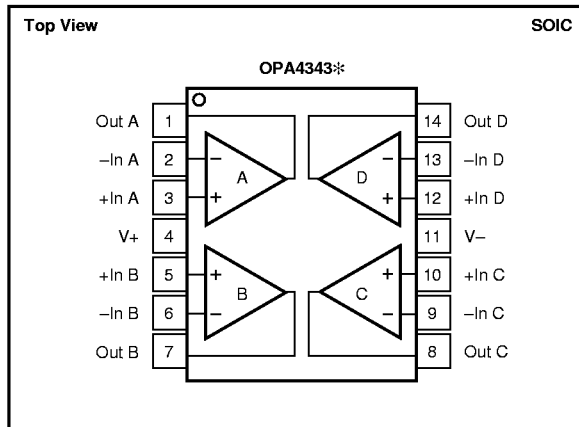 Top View SOIC
OPA4343✻
Out A 1 14 Out D
–In A 2 – – 13 –In D
A D
+In A 3 + + 12 +In D
V+ 4 11 V–
+In B 5 + + 10 +In C
B C
–In B 6 – – 9 –In C
Out B 7 8 Out C